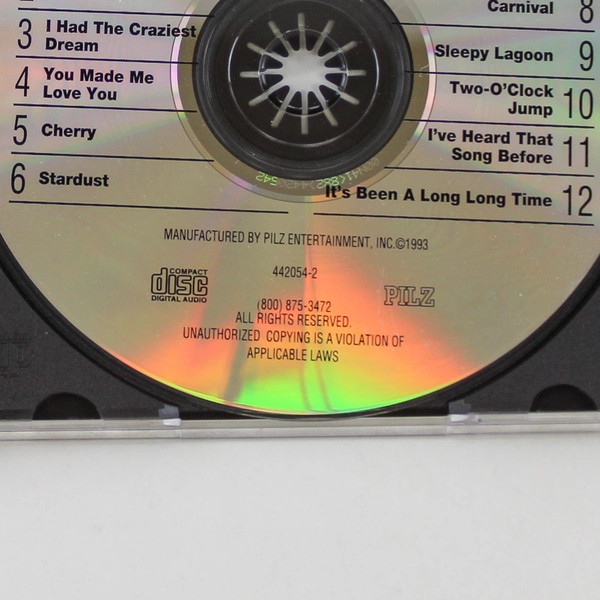 3 I Had The Craziest
Dream
4 You Made Me
Love You
5 Cherry
6 Stardust
Carnival 8
Sleepy Lagoon 9
Two-O'Clock
Jump 10
I've Heard That
Song Before 11
It's Been A Long Long Time 12
MANUFACTURED BY PILZ ENTERTAINMENT, INC.©1993
442054-2
COMPACT
disc
DIGITAL AUDIO
PILZ
(800) 875-3472
ALL RIGHTS RESERVED.
UNAUTHORIZED COPYING IS A VIOLATION OF
APPLICABLE LAWS